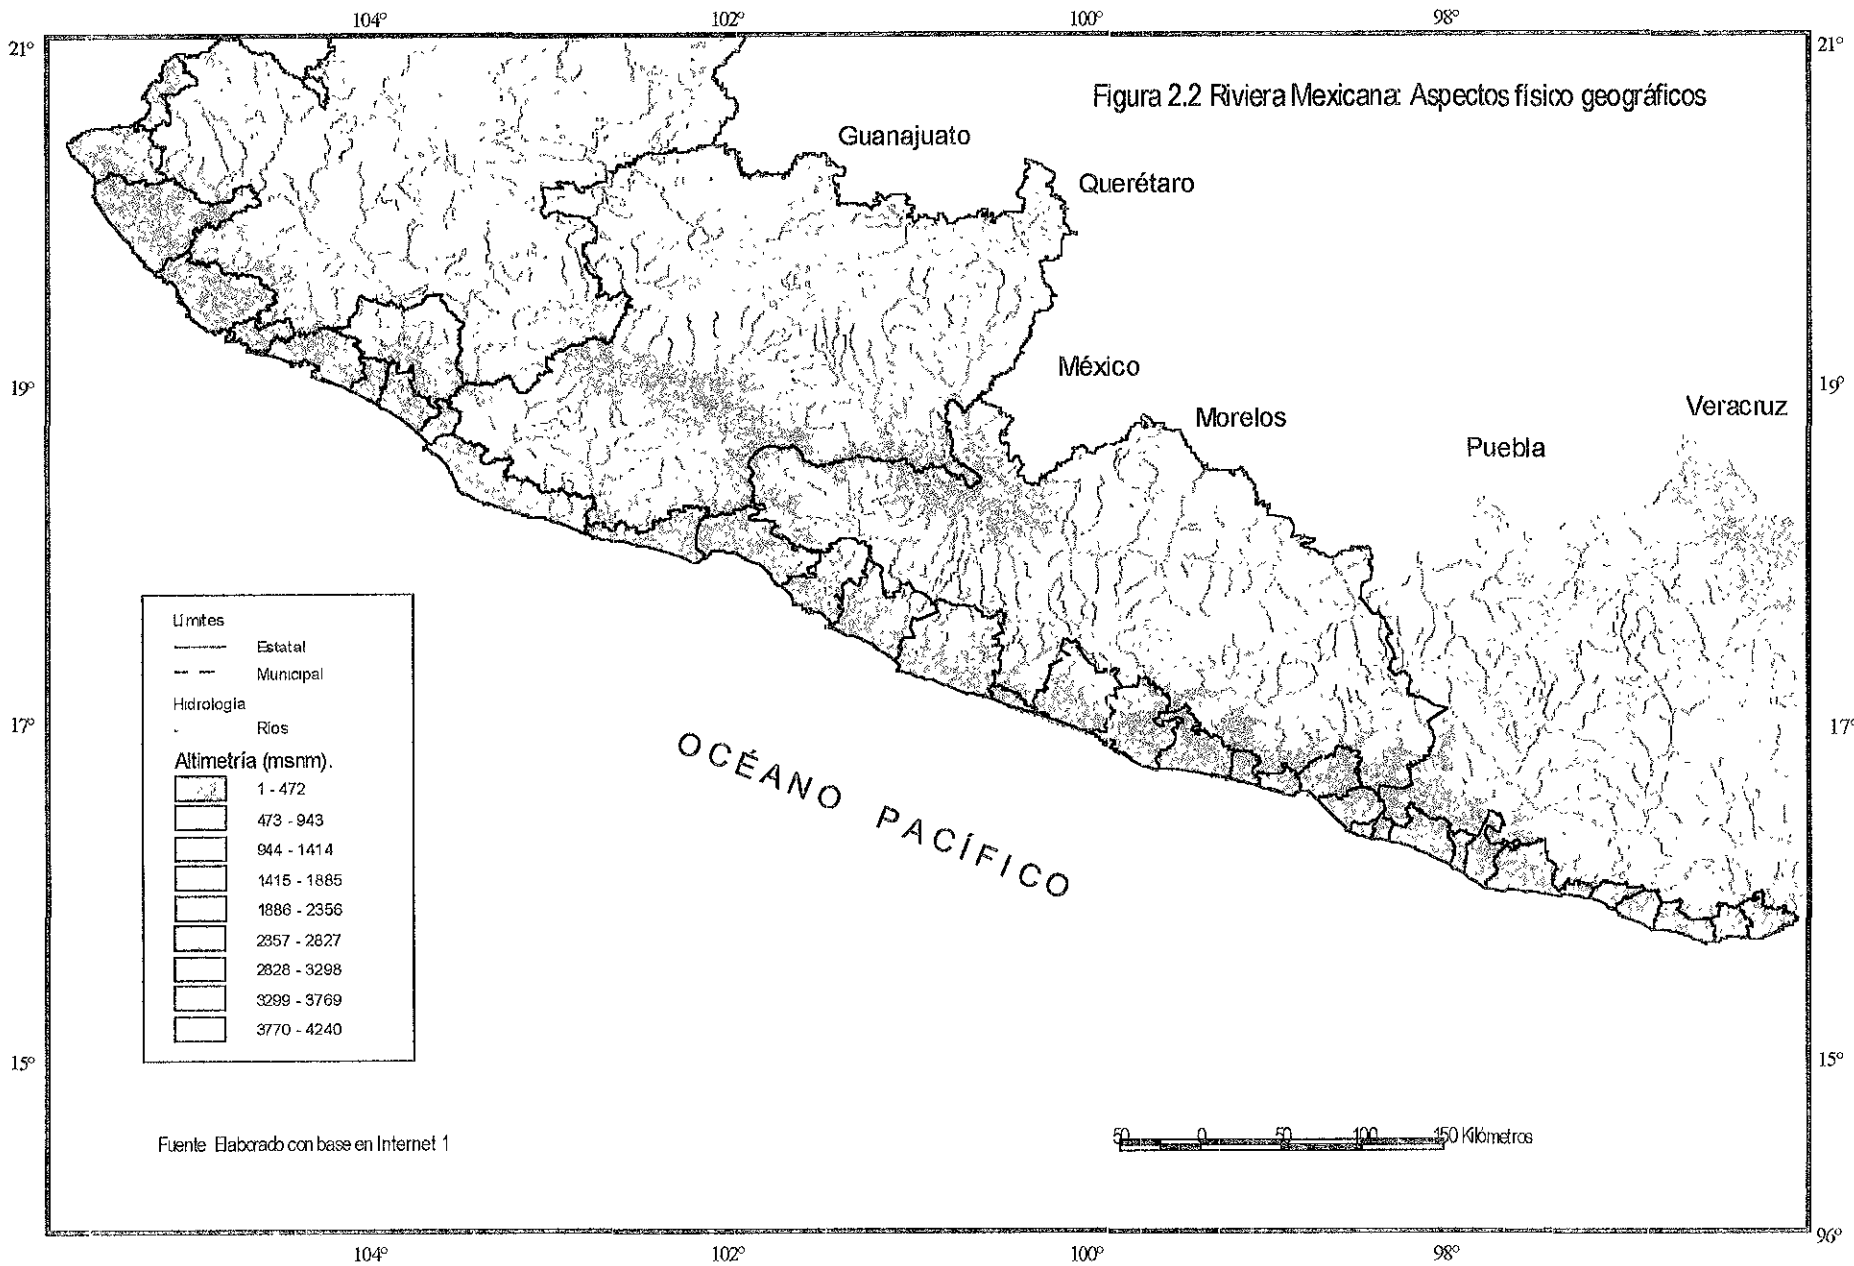 104° 102° 100° 98°
21° 21°
Figura 2.2 Riviera Mexicana: Aspectos físico geográficos
Guanajuato
Querétaro
México
19° 19°
Morelos
Veracruz
Puebla
Límites
Estatal
Municipal
Hidrología
Ríos
Altimetría (msnm).
1 - 472
473 - 943
944 - 1414
1415 - 1885
1886 - 2356
2357 - 2827
2828 - 3298
3299 - 3769
3770 - 4240
17° 17°
OCÉANO PACÍFICO
15° 15°
Fuente Elaborado con base en Internet 1
50 0 50 100 150 Kilómetros
96°
104° 102° 100° 98°